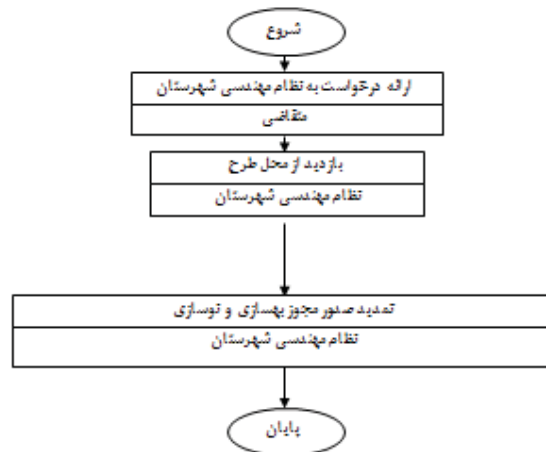 شروع
ارائه درخواست به نظام مهندسی شهرستان
متقاضی
بازدید از محل طرح
نظام مهندسی شهرستان
تمدید صدور مجوز بهسازی و نوسازی
نظام مهندسی شهرستان
پایان